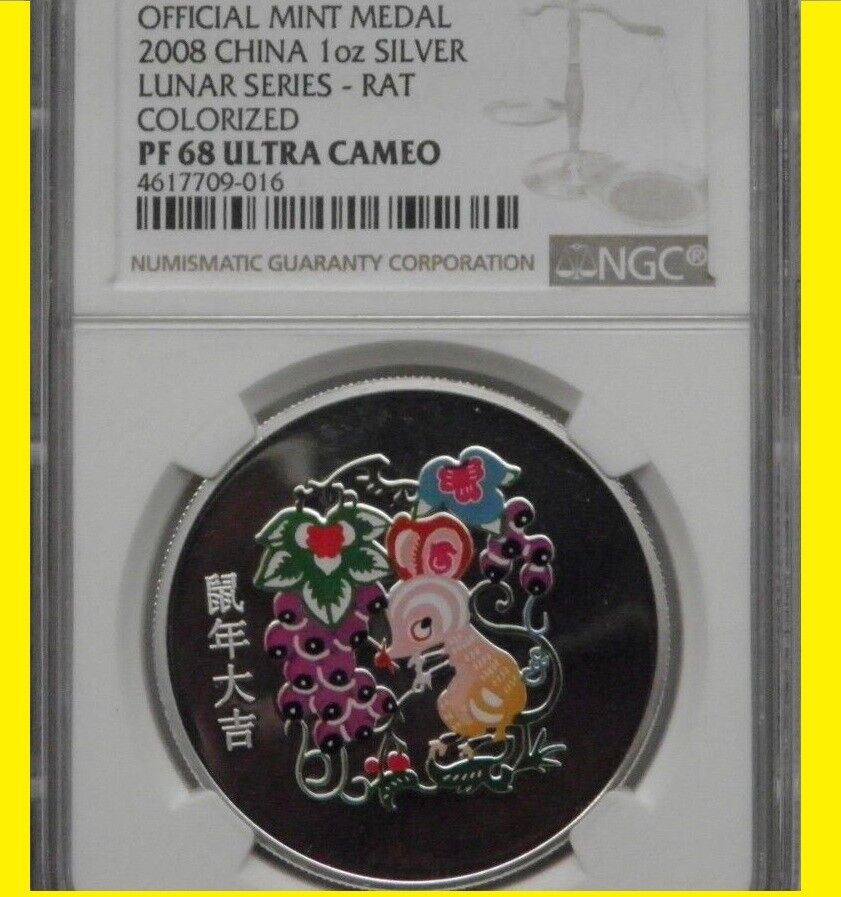 OFFICIAL MINT MEDAL
2008 CHINA 1oz SILVER
LUNAR SERIES - RAT
COLORIZED
PF 68 ULTRA CAMEO
4617709-016
NUMISMATIC GUARANTY CORPORATION
NGC®
鼠年大吉